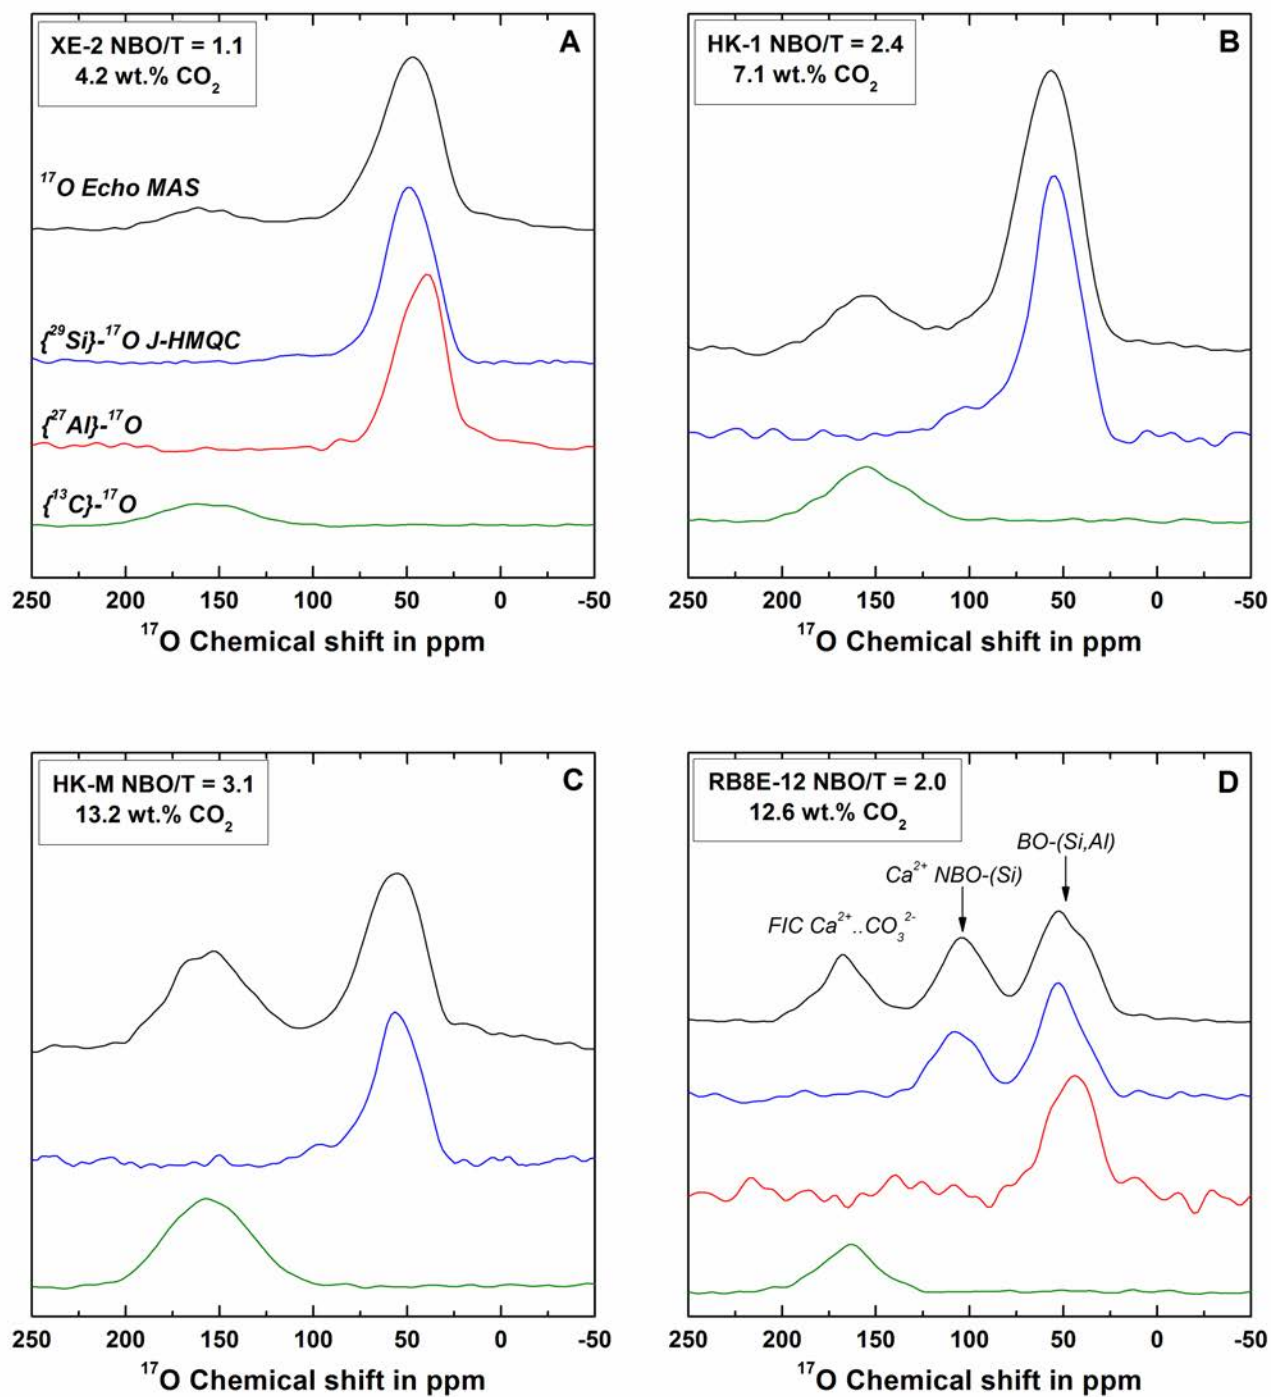 XE-2 NBO/T = 1.1
4.2 wt.% CO₂
A
¹⁷O Echo MAS
{²⁹Si}-¹⁷O J-HMQC
{²⁷Al}-¹⁷O
{¹³C}-¹⁷O
250 200 150 100 50 0 -50
¹⁷O Chemical shift in ppm
HK-1 NBO/T = 2.4
7.1 wt.% CO₂
B
250 200 150 100 50 0 -50
¹⁷O Chemical shift in ppm
HK-M NBO/T = 3.1
13.2 wt.% CO₂
C
250 200 150 100 50 0 -50
¹⁷O Chemical shift in ppm
RB8E-12 NBO/T = 2.0
12.6 wt.% CO₂
D
BO-(Si,Al)
Ca²⁺ NBO-(Si)
FIC Ca²⁺..CO₃²⁻
250 200 150 100 50 0 -50
¹⁷O Chemical shift in ppm